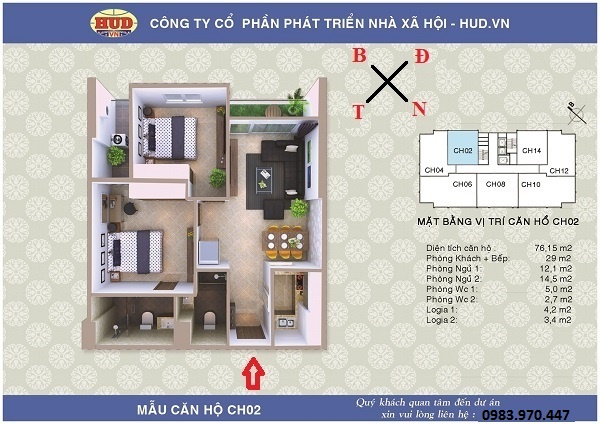 HUD
.VN
CÔNG TY CỔ PHẦN PHÁT TRIỂN NHÀ XÃ HỘI - HUD.VN
B Đ
T N
B
CH02
CH14
CH04
CH12
CH06
CH08
CH10
MẶT BẰNG VỊ TRÍ CĂN HỔ CH02
Diện tích căn hộ : 76,15 m2
Phòng Khách + Bếp: 29 m2
Phòng Ngủ 1: 12,1 m2
Phòng Ngủ 2: 14,5 m2
Phòng Wc 1: 5,0 m2
Phòng Wc 2: 2,7 m2
Logia 1: 4,2 m2
Logia 2: 3,4 m2
MẪU CĂN HỘ CH02
Quý khách quan tâm đến dự án
xin vui lòng liên hệ : 0983.970.447